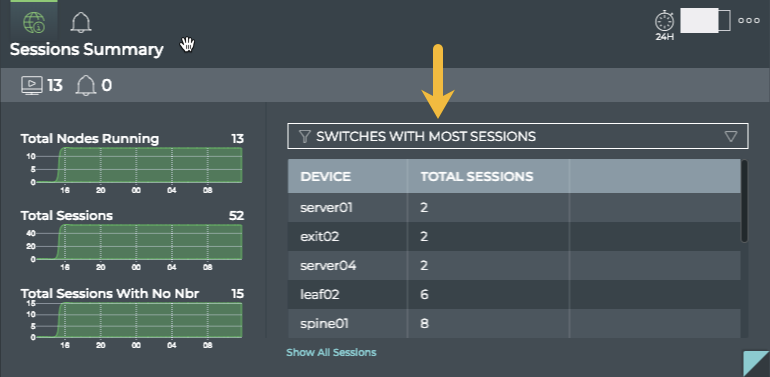 24H
Sessions Summary
13 0
Total Nodes Running 13
10
5
0
16 20 00 04 08
Total Sessions 52
40
20
0
16 20 00 04 08
Total Sessions With No Nbr 15
15
10
5
0
16 20 00 04 08
SWITCHES WITH MOST SESSIONS
DEVICE TOTAL SESSIONS
server01 2
exit02 2
server04 2
leaf02 6
spine01 8
Show All Sessions